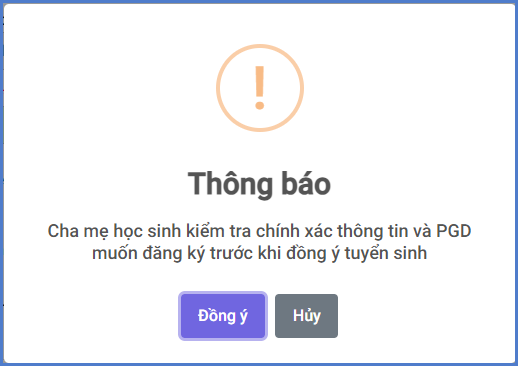 Thông báo
Cha mẹ học sinh kiểm tra chính xác thông tin và PGD
muốn đăng ký trước khi đồng ý tuyển sinh
Đồng ý
Hủy